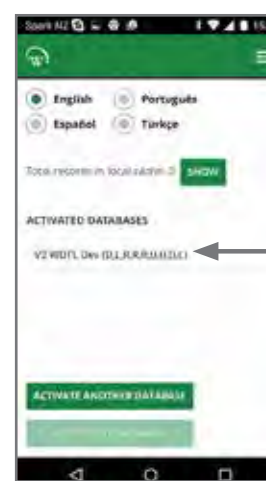 Spark NZ
English Português
Español Türkçe
Total records in local cache: 0 SHOW
ACTIVATED DATABASES
V2 WDTL Dev
ACTIVATE ANOTHER DATABASE